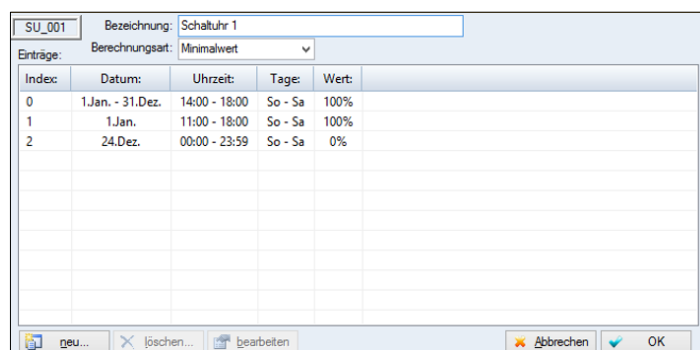 SU_001 Bezeichnung: Schaltuhr 1
Einträge: Berechnungsart: Minimalwert
Index: Datum: Uhrzeit: Tage: Wert:
0 1.Jan. - 31.Dez. 14:00 - 18:00 So - Sa 100%
1 1.Jan. 11:00 - 18:00 So - Sa 100%
2 24.Dez. 00:00 - 23:59 So - Sa 0%
neu... löschen... bearbeiten Abbrechen OK